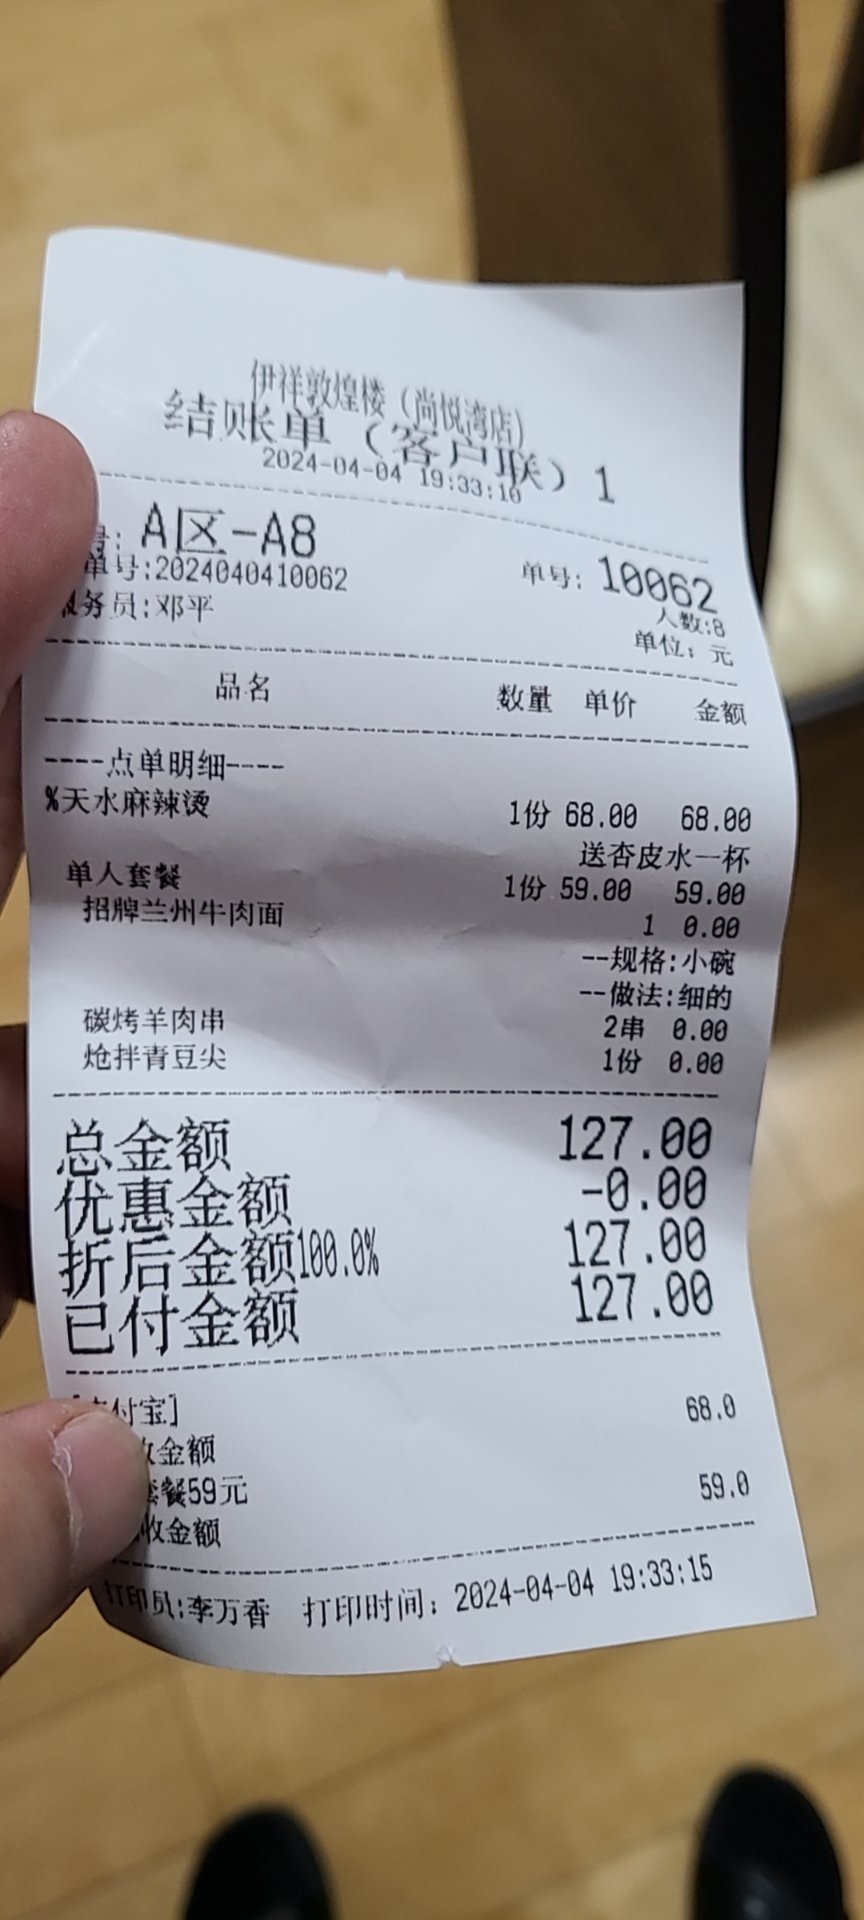 伊祥敦煌楼（尚悦湾店）
结账单（客户联）1
2024-04-04 19:33:10
号: A区-A8
单号:2024040410062 单号: 10062
务员:邓平 人数:8
单位: 元
品名 数量 单价 金额
----点单明细----
%天水麻辣烫 1份 68.00 68.00
送杏皮水一杯
单人套餐 1份 59.00 59.00
招牌兰州牛肉面 1 0.00
--规格:小碗
--做法:细的
碳烤羊肉串 2串 0.00
炝拌青豆尖 1份 0.00
总金额 127.00
优惠金额 -0.00
折后金额100.0% 127.00
已付金额 127.00
付宝] 68.0
收金额
套餐59元 59.0
收金额
打印员:李万香 打印时间: 2024-04-04 19:33:15